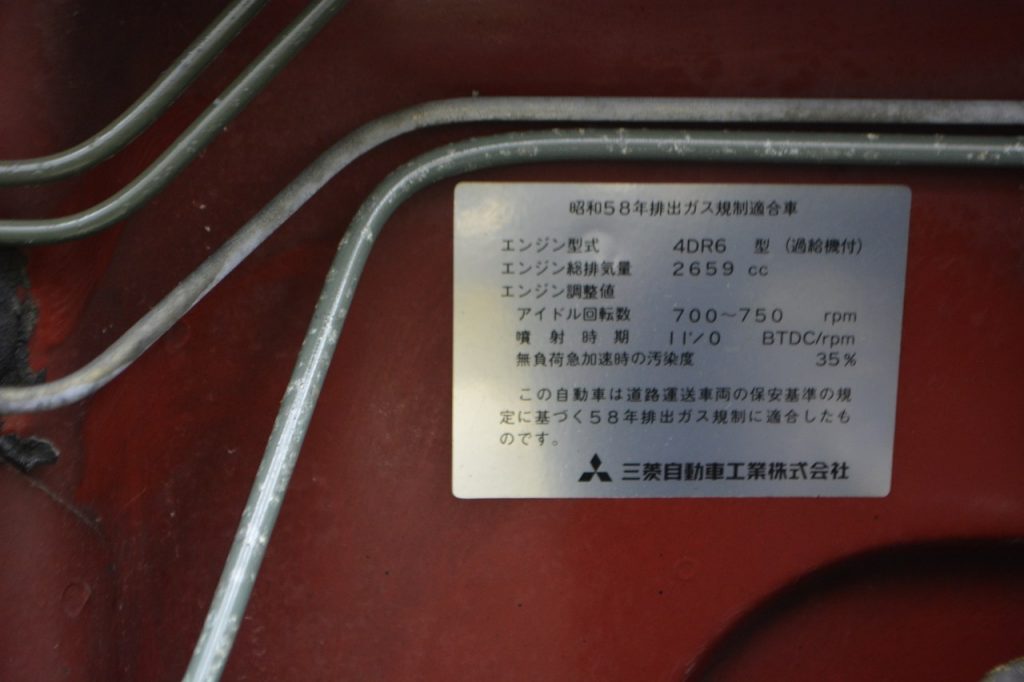 昭和58年排出ガス規制適合車
エンジン型式 4DR6 型 (過給機付)
エンジン総排気量 2659 cc
エンジン調整値
アイドル回転数 700~750 rpm
噴射時期 11°/0 BTDC/rpm
無負荷急加速時の汚染度 35%
この自動車は道路運送車両の保安基準の規
定に基づく58年排出ガス規制に適合したも
のです。
三菱自動車工業株式会社